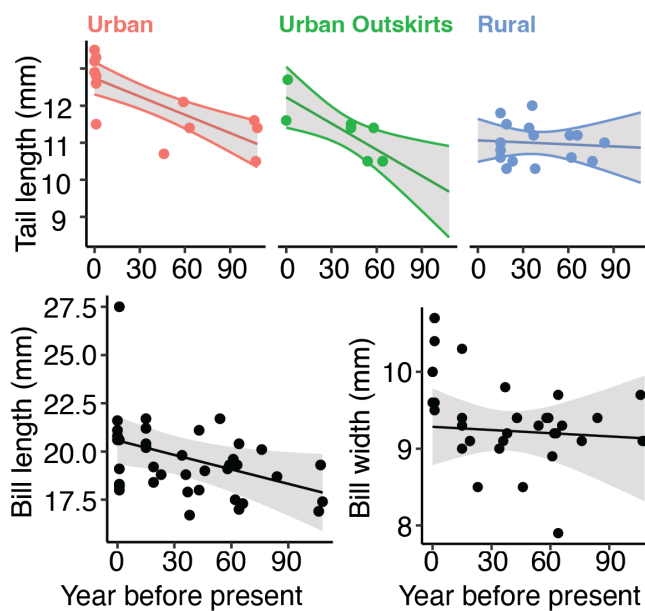 Urban Urban Outskirts Rural
Tail length (mm)
12
11
10
9
0 30 60 90 0 30 60 90 0 30 60 90
Bill length (mm)
27.5
25.0
22.5
20.0
17.5
0 30 60 90
Year before present
Bill width (mm)
10
9
8
0 30 60 90
Year before present